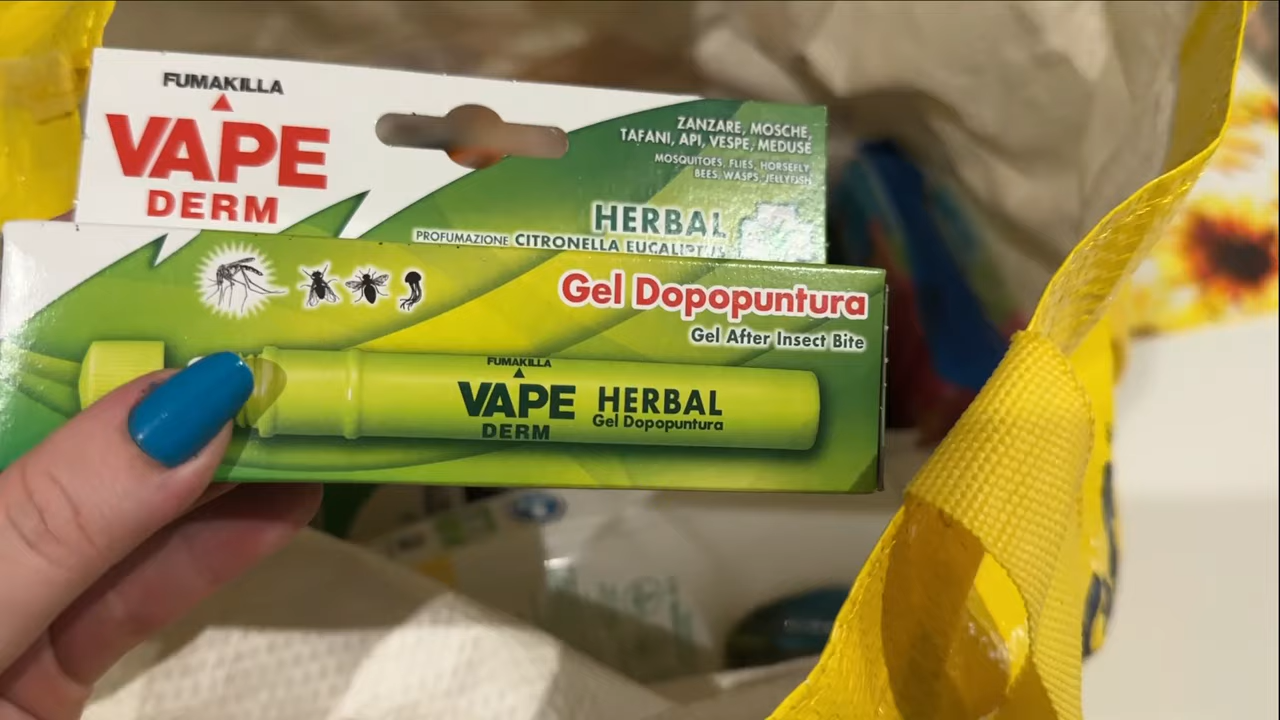 FUMAKILLA
VAPE
DERM
ZANZARE, MOSCHE,
TAFANI, API, VESPE, MEDUSE
MOSQUITOES, FLIES, HORSEFLY
BEES, WASPS, JELLYFISH
HERBAL
PROFUMAZIONE CITRONELLA EUCALIPTUS
Gel Dopopuntura
Gel After Insect Bite
FUMAKILLA
VAPE
DERM
HERBAL
Gel Dopopuntura